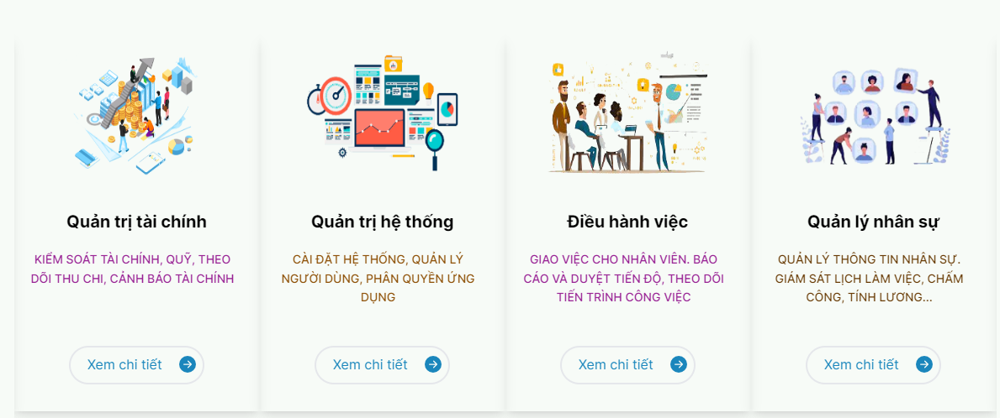 Quản trị tài chính
KIỂM SOÁT TÀI CHÍNH, QUỸ, THEO
DÕI THU CHI, CẢNH BÁO TÀI CHÍNH
Xem chi tiết
Quản trị hệ thống
CÀI ĐẶT HỆ THỐNG, QUẢN LÝ
NGƯỜI DÙNG, PHÂN QUYỀN ỨNG
DỤNG
Xem chi tiết
Điều hành việc
GIAO VIỆC CHO NHÂN VIÊN. BÁO
CÁO VÀ DUYỆT TIẾN ĐỘ, THEO DÕI
TIẾN TRÌNH CÔNG VIỆC
Xem chi tiết
Quản lý nhân sự
QUẢN LÝ THÔNG TIN NHÂN SỰ.
GIÁM SÁT LỊCH LÀM VIỆC, CHẤM
CÔNG, TÍNH LƯƠNG...
Xem chi tiết